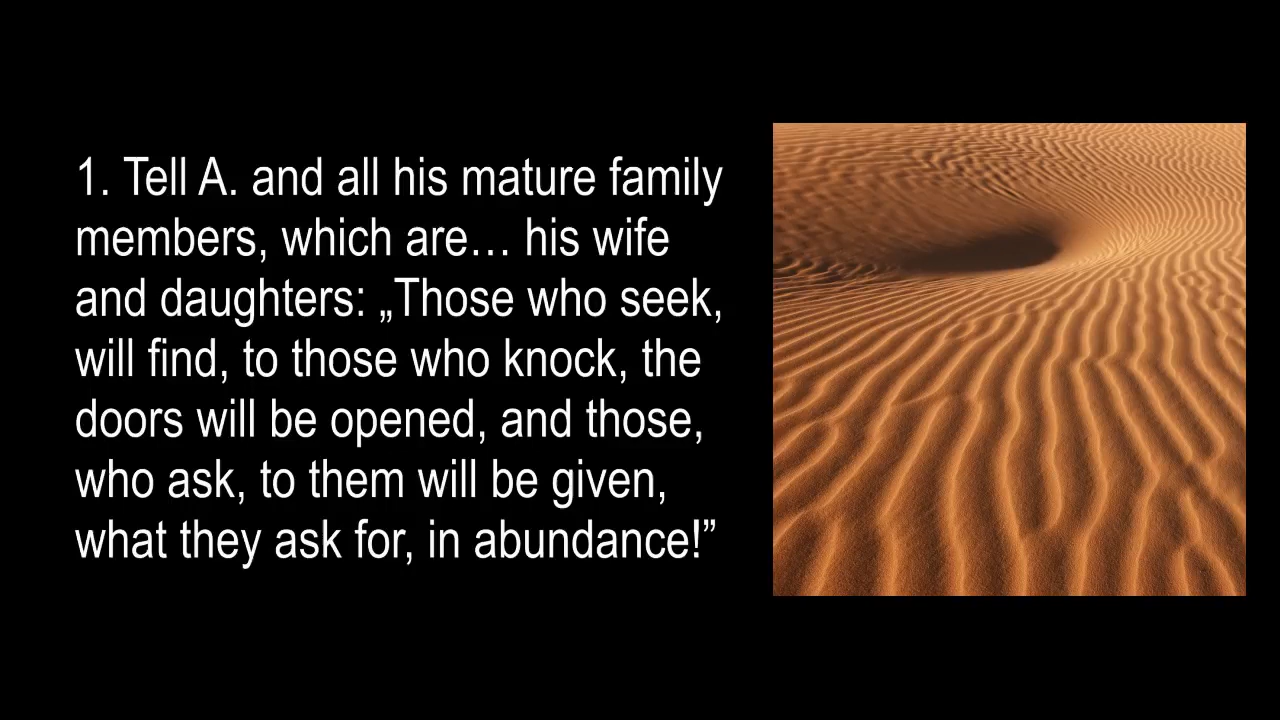 1. Tell A. and all his mature family
members, which are… his wife
and daughters: „Those who seek,
will find, to those who knock, the
doors will be opened, and those,
who ask, to them will be given,
what they ask for, in abundance!”